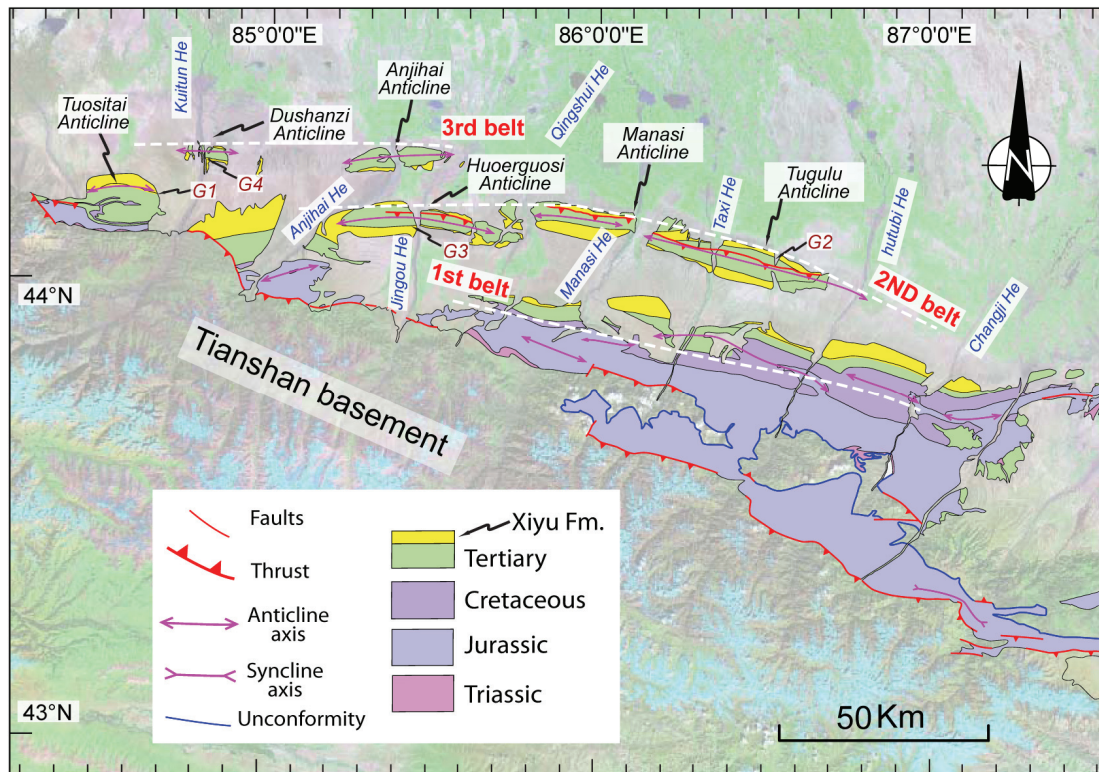 85°0'0"E
86°0'0"E
87°0'0"E
Kuitun He
Tuositai
Anticline
Dushanzi
Anticline
Anjihai
Anticline
3rd belt
Qingshui He
Manasi
Anticline
Huoerguosi
Anticline
Tugulu
Anticline
G1
G4
Anjihai He
Taxi He
hutubi He
G3
G2
Jingou He
1st belt
Manasi He
2ND belt
Changji He
44°N
Tianshan basement
N
Faults
Thrust
Anticline
axis
Syncline
axis
Unconformity
Xiyu Fm.
Tertiary
Cretaceous
Jurassic
Triassic
43°N
50 Km